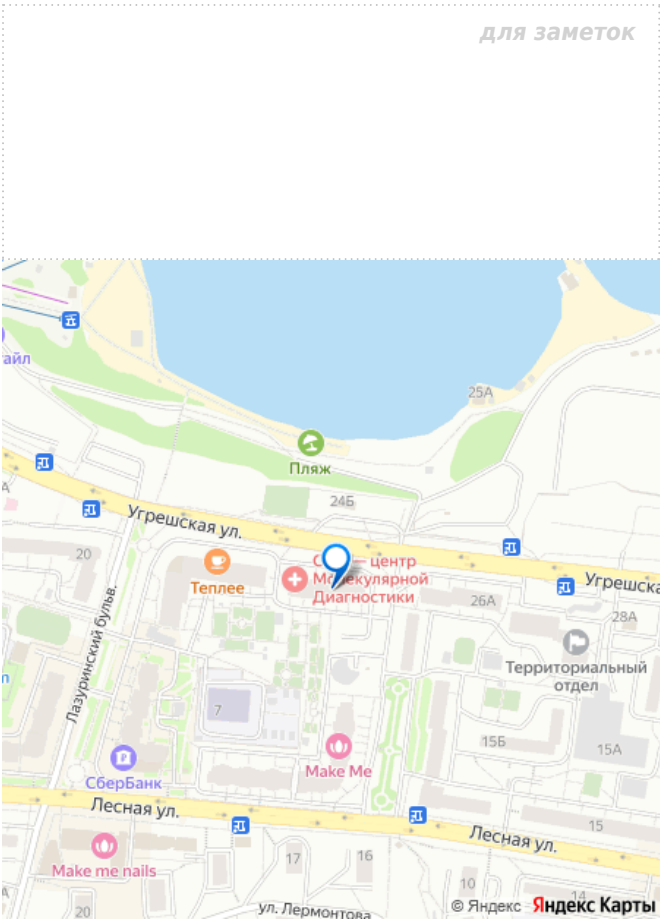 для заметок
айл
25А
Пляж
24Б
А
Угрешская ул.
20
Теплее
центр
Молекулярной
Диагностики
Угрешска
26А
28А
Территориальный
отдел
Лазуринский бульв.
7
15Б
15А
Make Me
СберБанк
Лесная ул.
Лесная ул.
15
Make me nails
17
16
10
14
А
20
ул. Лермонтова
© Яндекс Яндекс Карты